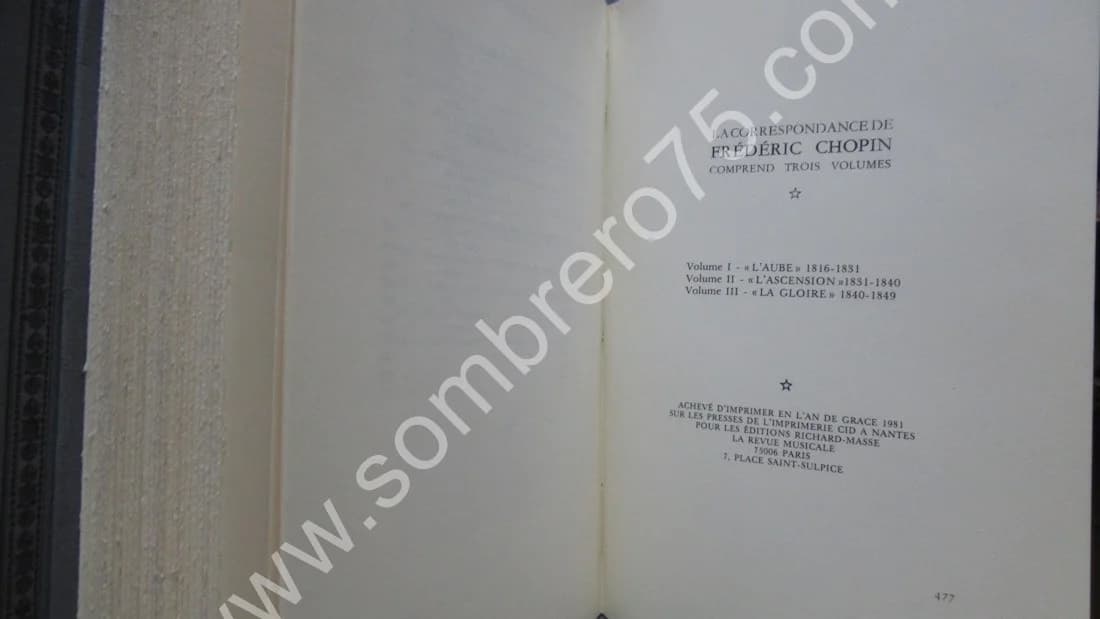 LA CORRESPONDANCE DE
FRÉDÉRIC CHOPIN
COMPREND TROIS VOLUMES
Volume I - « L'AUBE » 1816-1831
Volume II - « L'ASCENSION »1831-1840
Volume III - « LA GLOIRE » 1840-1849
ACHEVÉ D'IMPRIMER EN L'AN DE GRACE 1981
SUR LES PRESSES DE L'IMPRIMERIE CID A NANTES
POUR LES ÉDITIONS RICHARD-MASSE
LA REVUE MUSICALE
75006 PARIS
7, PLACE SAINT-SULPICE
477
www.sombrero75.com